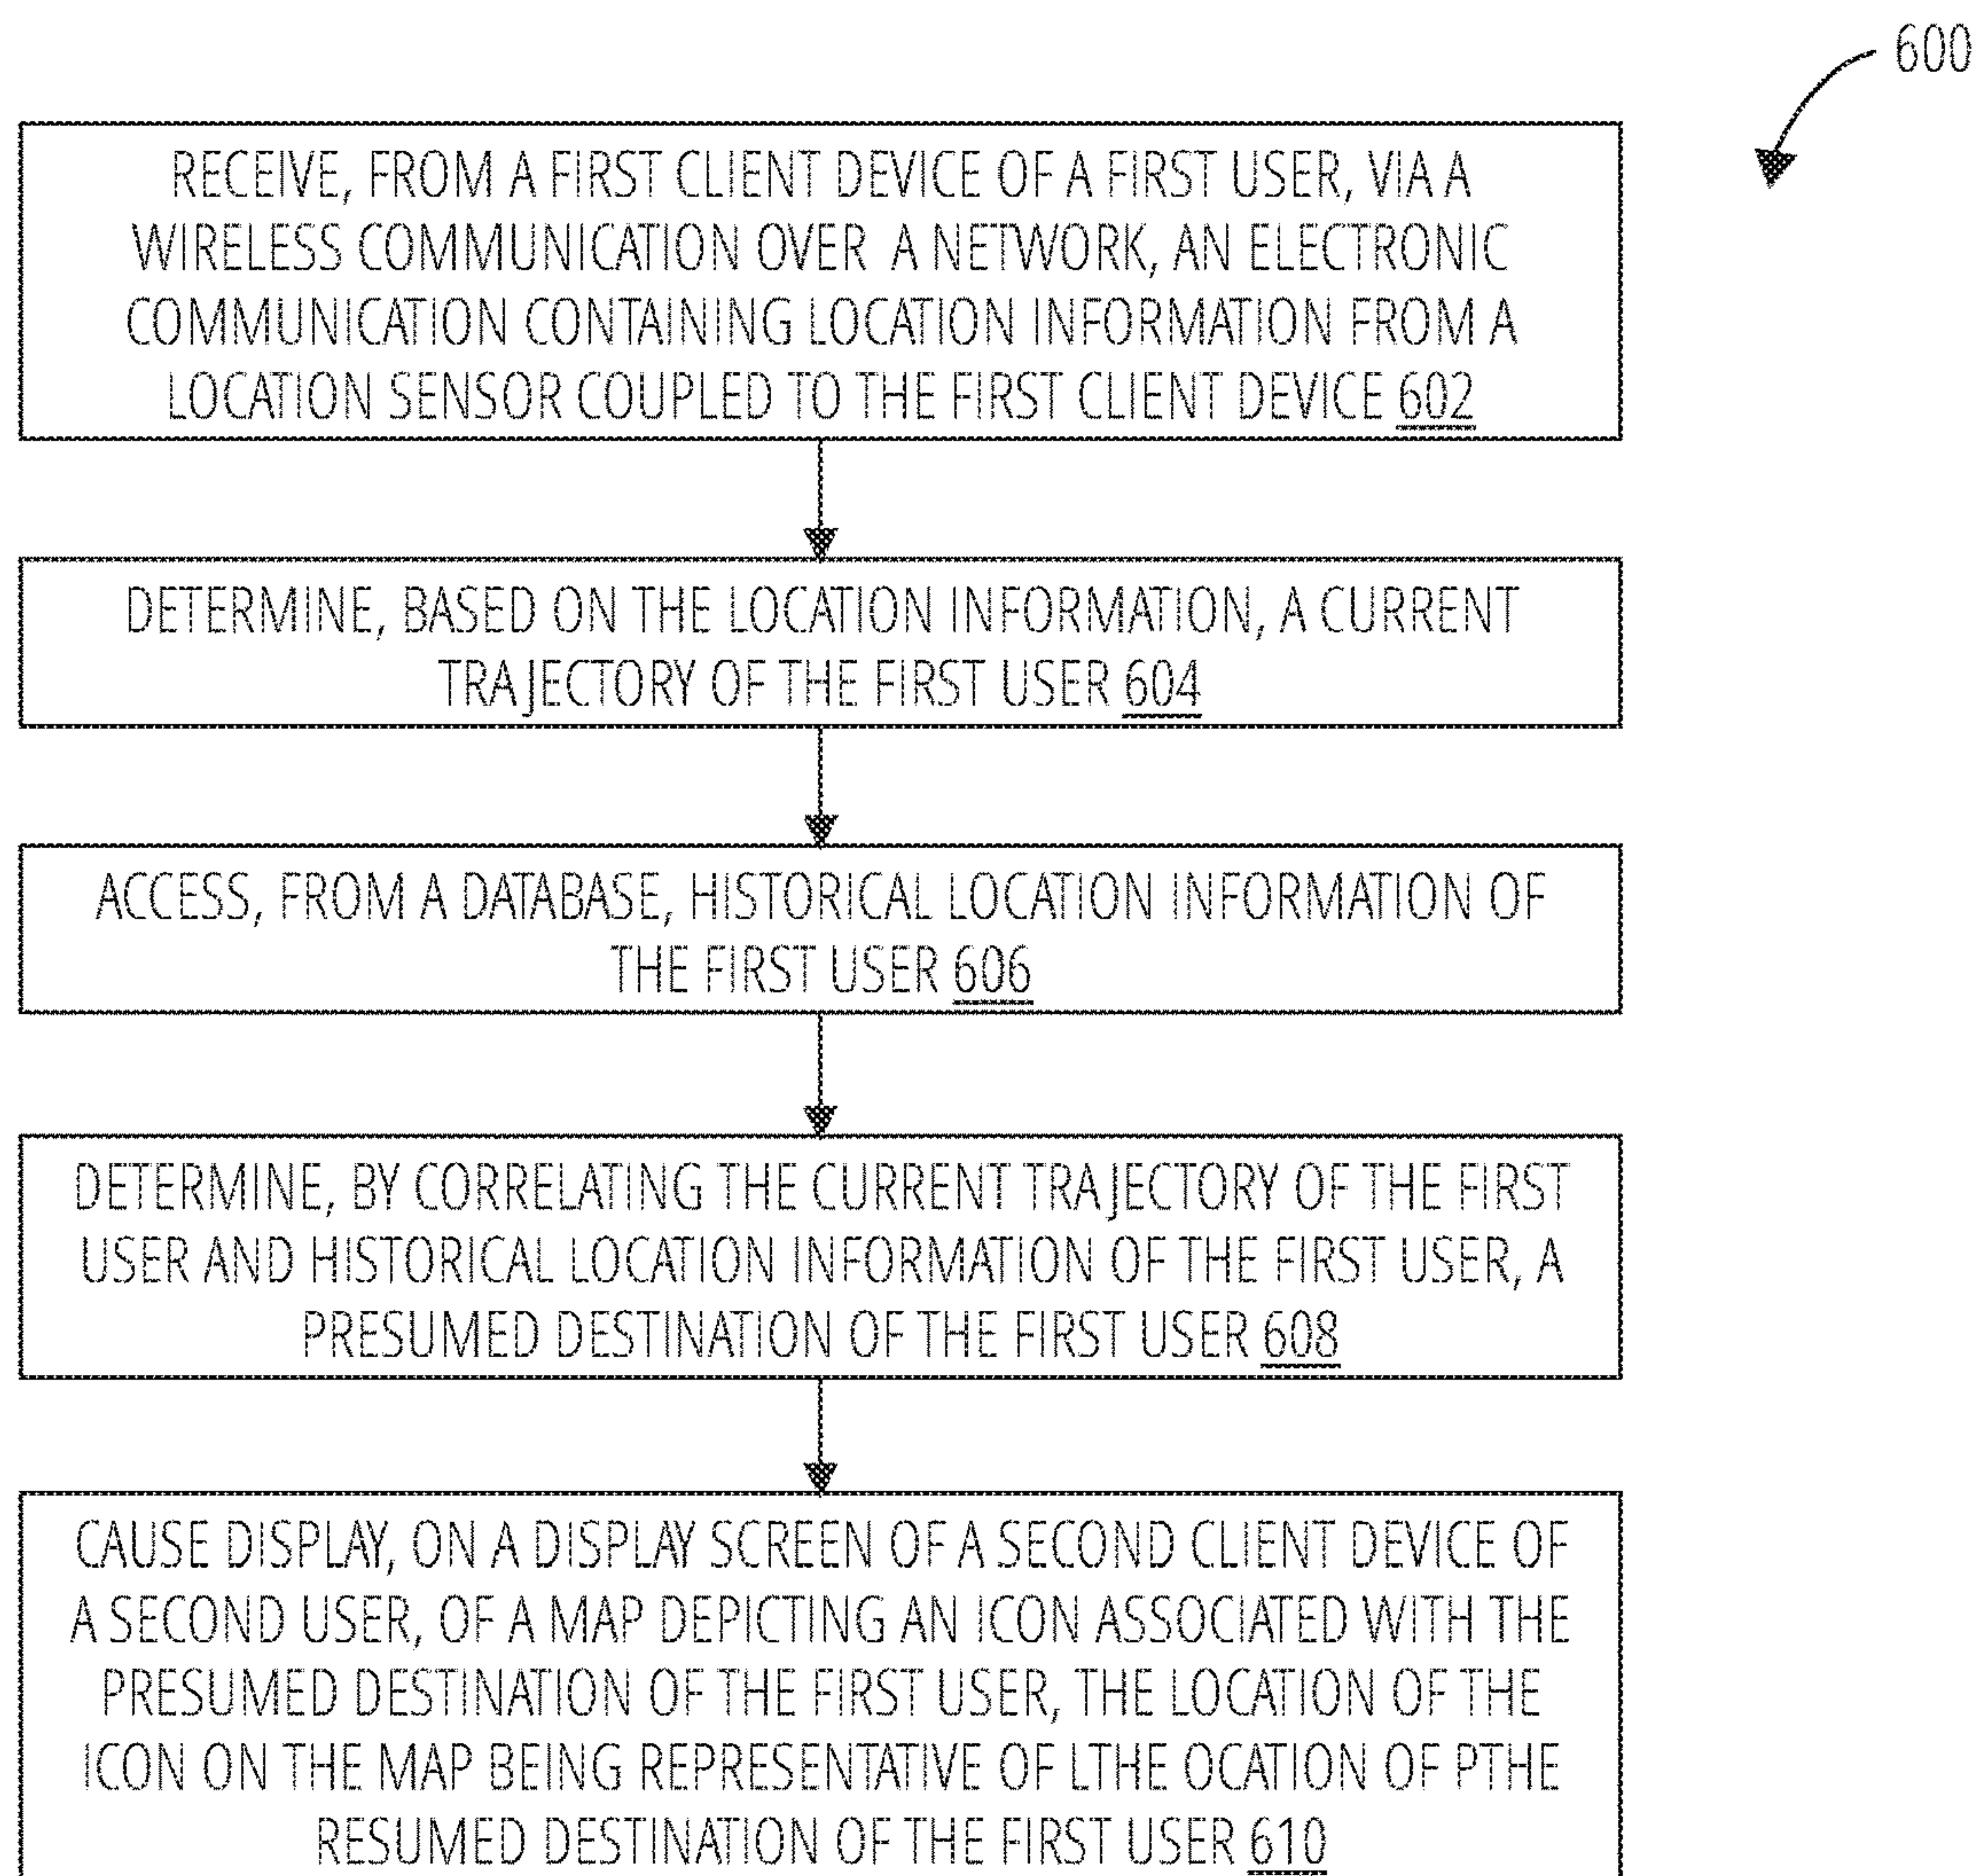 600
RECEIVE, FROM A FIRST CLIENT DEVICE OF A FIRST USER, VIA A
WIRELESS COMMUNICATION OVER A NETWORK, AN ELECTRONIC
COMMUNICATION CONTAINING LOCATION INFORMATION FROM A
LOCATION SENSOR COUPLED TO THE FIRST CLIENT DEVICE 602
DETERMINE, BASED ON THE LOCATION INFORMATION, A CURRENT
TRAJECTORY OF THE FIRST USER 604
ACCESS, FROM A DATABASE, HISTORICAL LOCATION INFORMATION OF
THE FIRST USER 606
DETERMINE, BY CORRELATING THE CURRENT TRAJECTORY OF THE FIRST
USER AND HISTORICAL LOCATION INFORMATION OF THE FIRST USER, A
PRESUMED DESTINATION OF THE FIRST USER 608
CAUSE DISPLAY, ON A DISPLAY SCREEN OF A SECOND CLIENT DEVICE OF
A SECOND USER, OF A MAP DEPICTING AN ICON ASSOCIATED WITH THE
PRESUMED DESTINATION OF THE FIRST USER, THE LOCATION OF THE
ICON ON THE MAP BEING REPRESENTATIVE OF LTHE OCATION OF PTHE
RESUMED DESTINATION OF THE FIRST USER 610